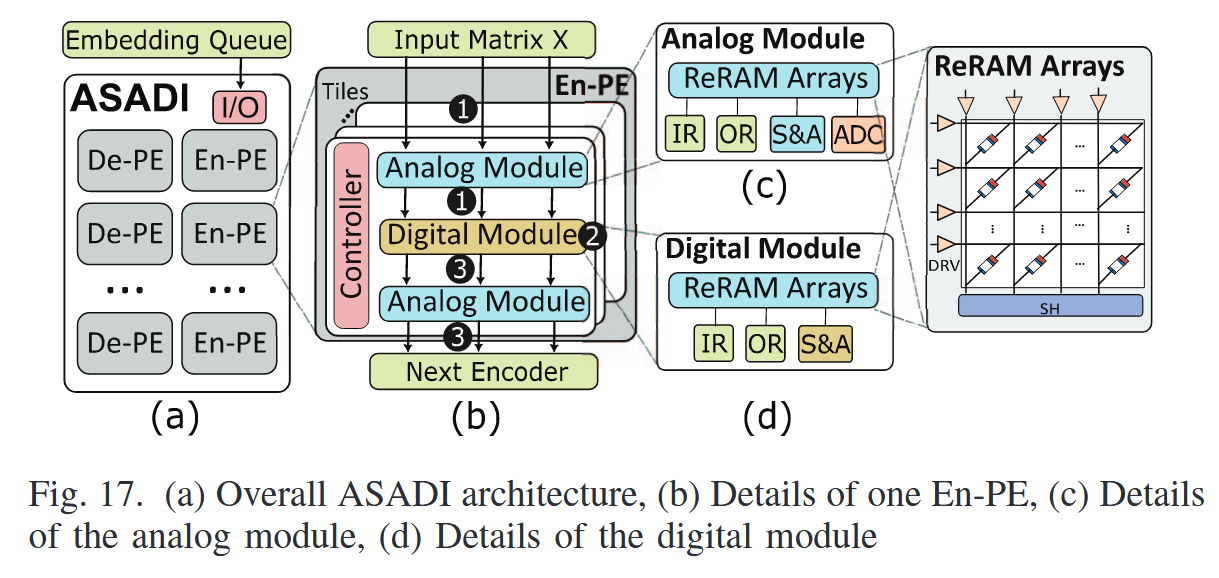 Embedding Queue
ASADI
I/O
De-PE
En-PE
De-PE
En-PE
...
...
De-PE
En-PE
(a)
Input Matrix X
En-PE
Tiles
...
1
Controller
Analog Module
1
Digital Module
2
3
Analog Module
3
Next Encoder
(b)
Analog Module
ReRAM Arrays
IR
OR
S&A
ADC
(c)
Digital Module
ReRAM Arrays
IR
OR
S&A
(d)
ReRAM Arrays
...
...
...
...
...
...
...
DRV
SH
Fig. 17. (a) Overall ASADI architecture, (b) Details of one En-PE, (c) Details
of the analog module, (d) Details of the digital module